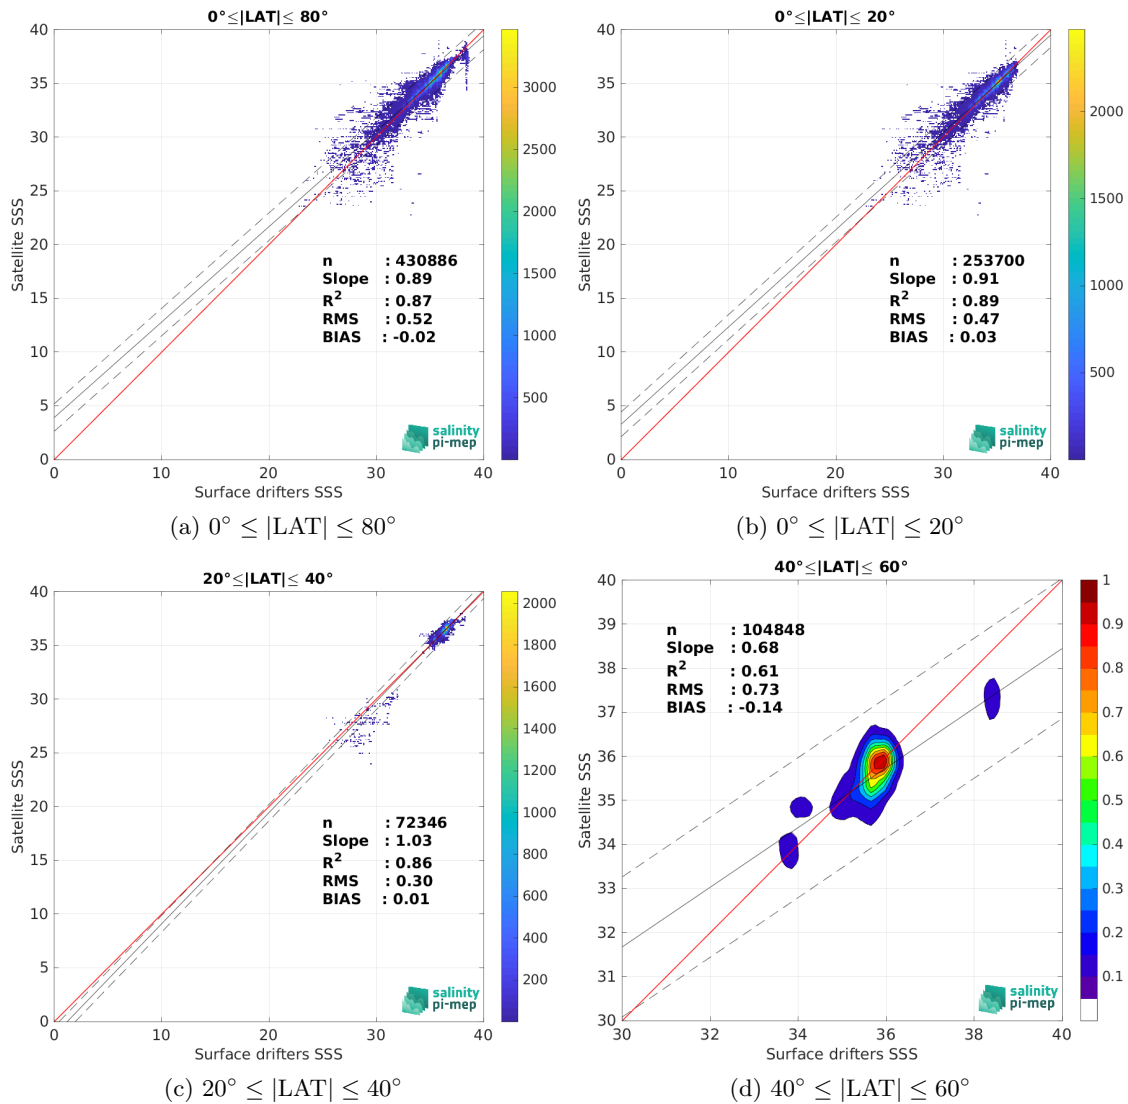 0°≤|LAT|≤ 80°
40
35
30
25
20
15
10
5
0
Satellite SSS
n : 430886
Slope : 0.89
R² : 0.87
RMS : 0.52
BIAS : -0.02
salinity
pi-mep
0 10 20 30 40
Surface drifters SSS
3000
2500
2000
1500
1000
500
(a) 0° ≤ |LAT| ≤ 80°
0°≤|LAT|≤ 20°
40
35
30
25
20
15
10
5
0
Satellite SSS
n : 253700
Slope : 0.91
R² : 0.89
RMS : 0.47
BIAS : 0.03
salinity
pi-mep
0 10 20 30 40
Surface drifters SSS
2000
1500
1000
500
(b) 0° ≤ |LAT| ≤ 20°
20°≤|LAT|≤ 40°
40
35
30
25
20
15
10
5
0
Satellite SSS
n : 72346
Slope : 1.03
R² : 0.86
RMS : 0.30
BIAS : 0.01
salinity
pi-mep
0 10 20 30 40
Surface drifters SSS
2000
1800
1600
1400
1200
1000
800
600
400
200
(c) 20° ≤ |LAT| ≤ 40°
40°≤|LAT|≤ 60°
40
39
38
37
36
35
34
33
32
31
30
Satellite SSS
n : 104848
Slope : 0.68
R² : 0.61
RMS : 0.73
BIAS : -0.14
salinity
pi-mep
30 32 34 36 38 40
Surface drifters SSS
1
0.9
0.8
0.7
0.6
0.5
0.4
0.3
0.2
0.1
(d) 40° ≤ |LAT| ≤ 60°